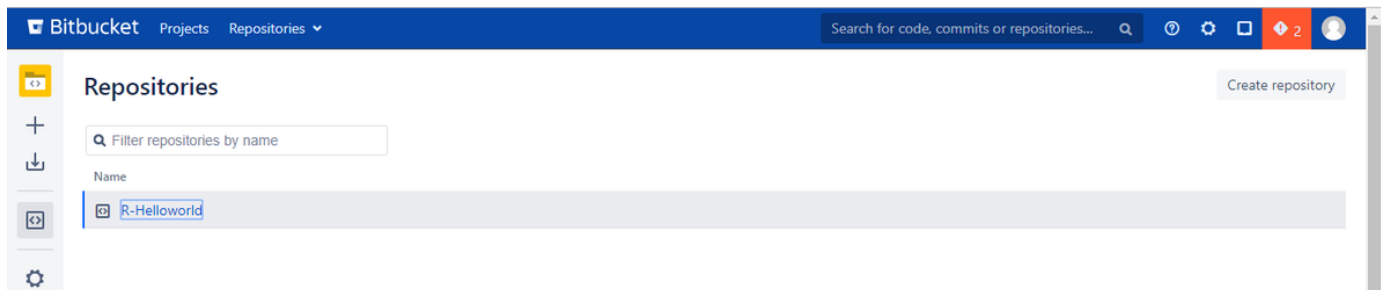 Bitbucket Projects Repositories Search for code, commits or repositories... 2
Repositories Create repository
Filter repositories by name
Name
R-Helloworld